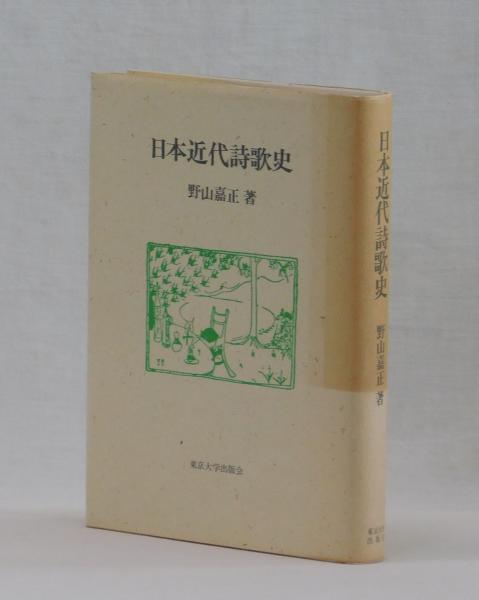 日本近代詩歌史
野山嘉正 著
東京大学出版会
日本近代詩歌史
野山嘉正 著